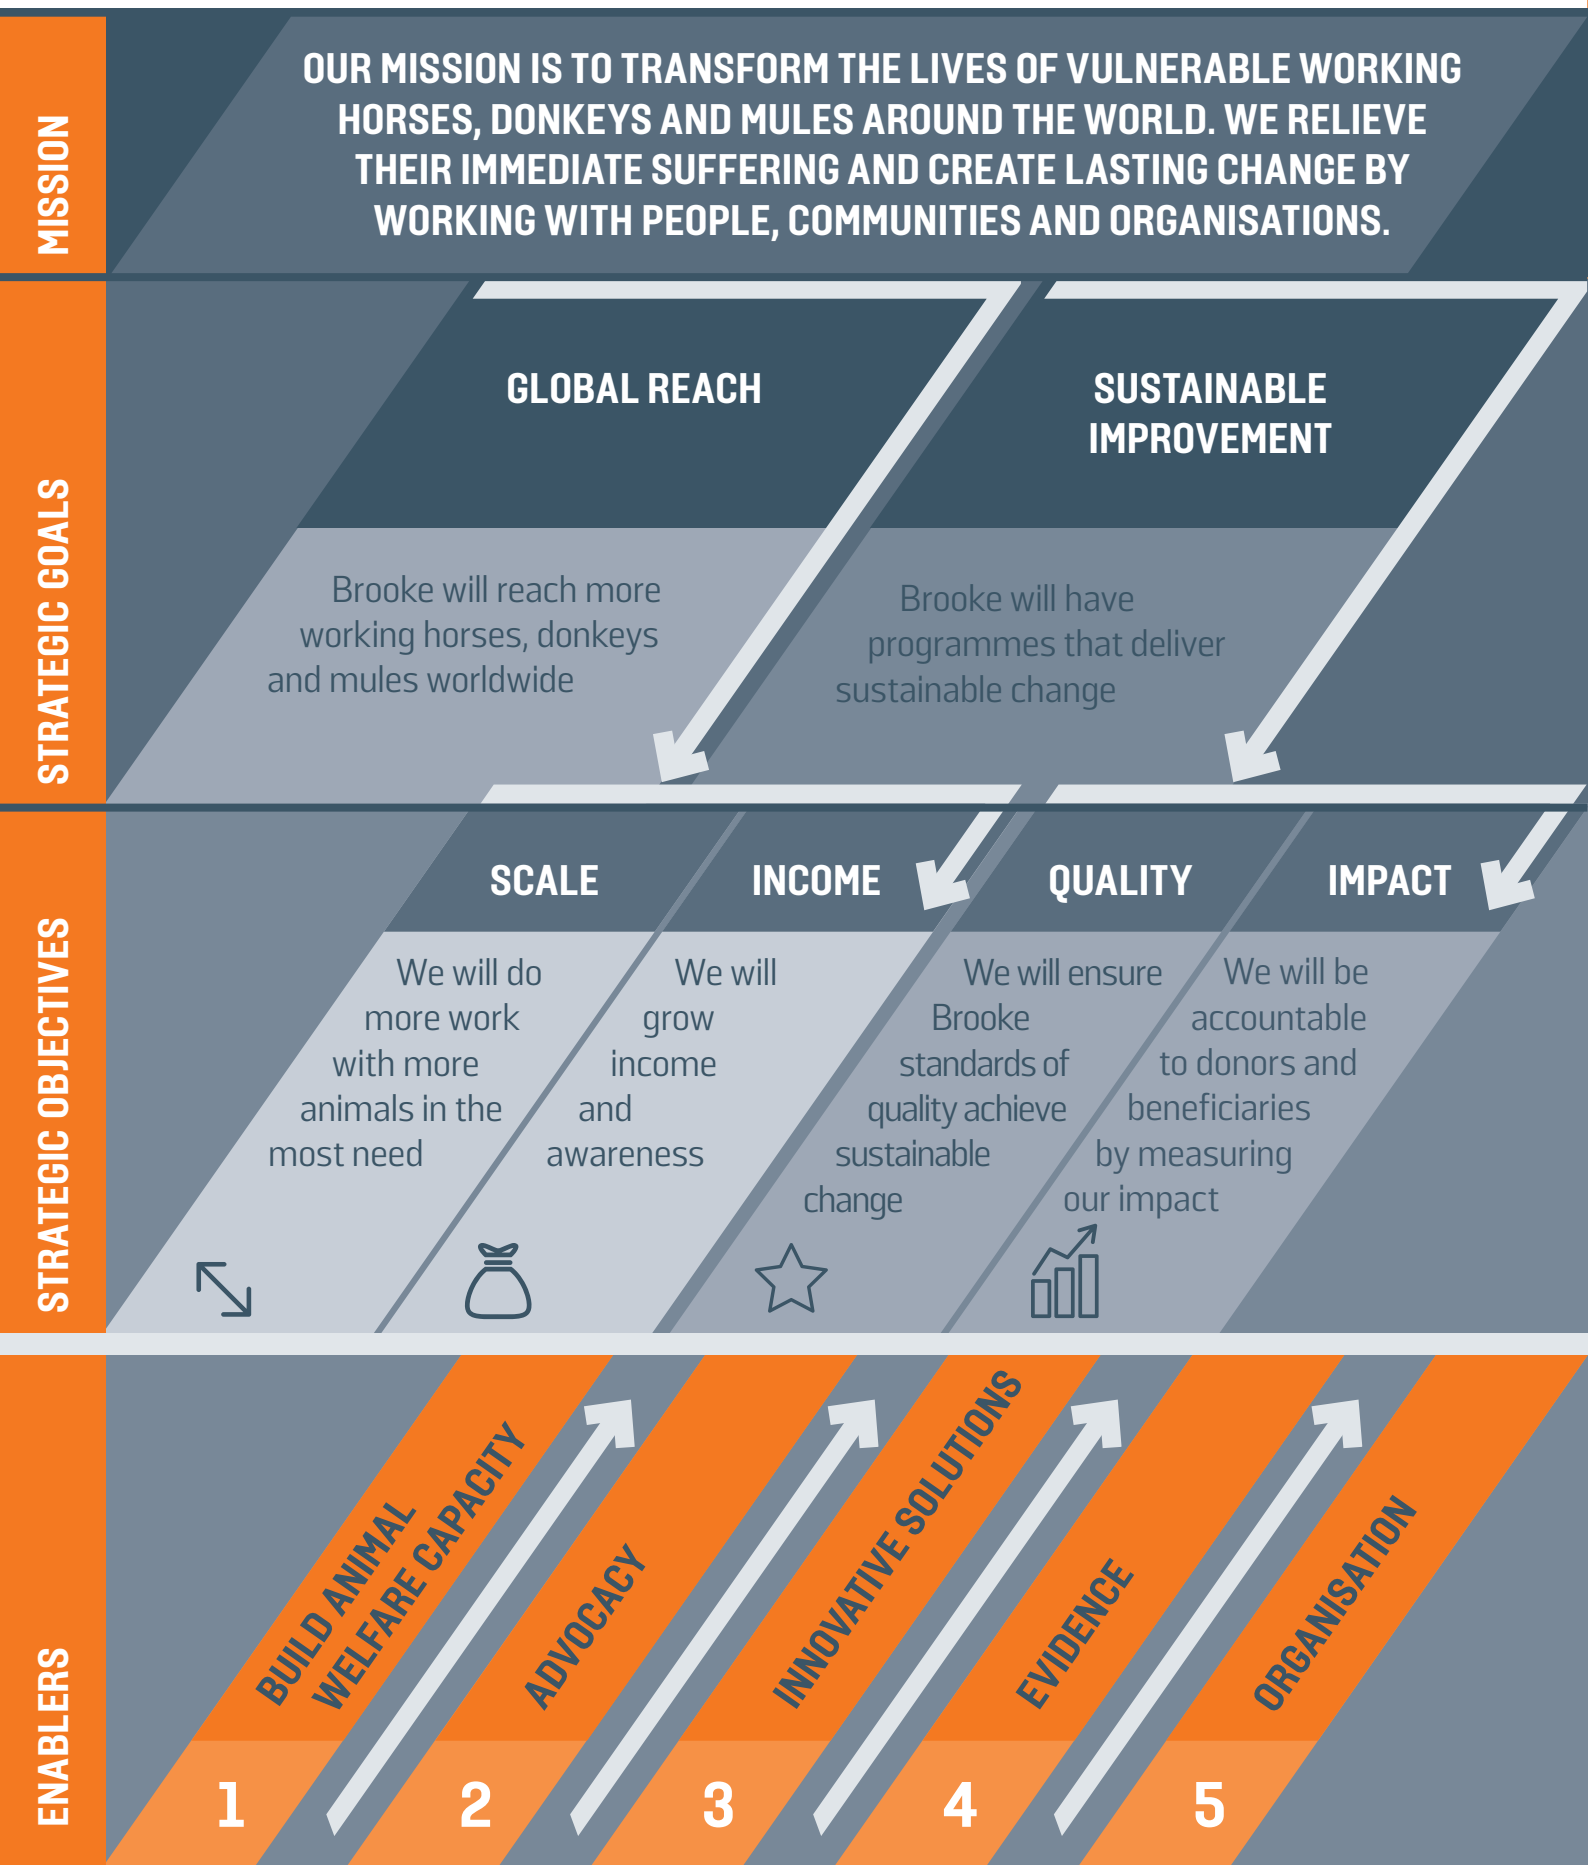 MISSION
OUR MISSION IS TO TRANSFORM THE LIVES OF VULNERABLE WORKING
HORSES, DONKEYS AND MULES AROUND THE WORLD. WE RELIEVE
THEIR IMMEDIATE SUFFERING AND CREATE LASTING CHANGE BY
WORKING WITH PEOPLE, COMMUNITIES AND ORGANISATIONS.
STRATEGIC GOALS
GLOBAL REACH
Brooke will reach more
working horses, donkeys
and mules worldwide
SUSTAINABLE
IMPROVEMENT
Brooke will have
programmes that deliver
sustainable change
STRATEGIC OBJECTIVES
SCALE
We will do
more work
with more
animals in the
most need
INCOME
We will
grow
income
and
awareness
QUALITY
We will ensure
Brooke
standards of
quality achieve
sustainable
change
IMPACT
We will be
accountable
to donors and
beneficiaries
by measuring
our impact
ENABLERS
BUILD ANIMAL
WELFARE CAPACITY
1
ADVOCACY
2
INNOVATIVE SOLUTIONS
3
EVIDENCE
4
ORGANISATION
5